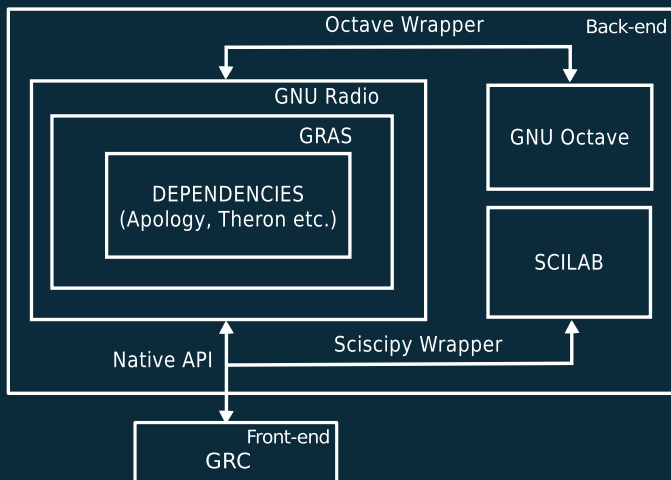 Octave Wrapper
Back-end
GNU Radio
GRAS
DEPENDENCIES
(Apology, Theron etc.)
GNU Octave
SCILAB
Sciscipy Wrapper
Native API
Front-end
GRC